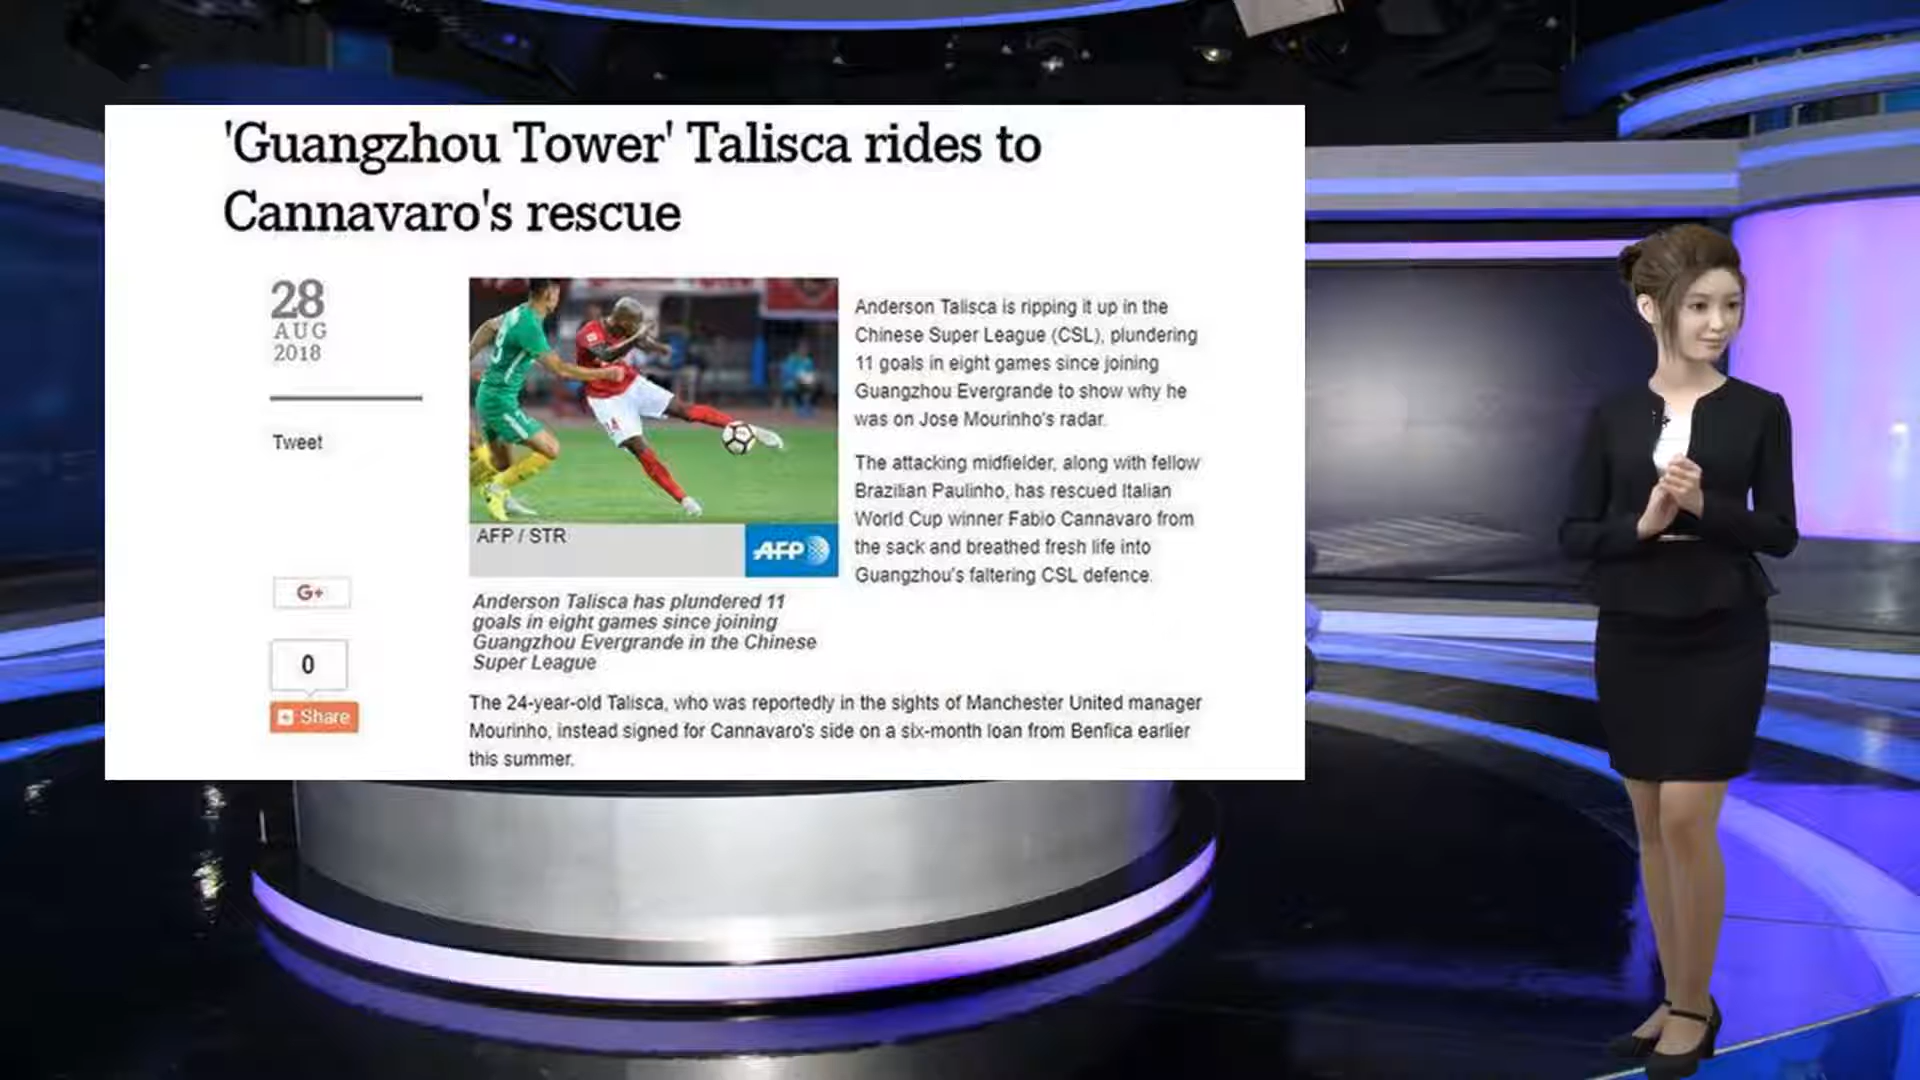 'Guangzhou Tower' Talisca rides to
Cannavaro's rescue
28
AUG
2018
Tweet
G+
0
Share
AFP / STR
AFP
Anderson Talisca has plundered 11
goals in eight games since joining
Guangzhou Evergrande in the Chinese
Super League
Anderson Talisca is ripping it up in the
Chinese Super League (CSL), plundering
11 goals in eight games since joining
Guangzhou Evergrande to show why he
was on Jose Mourinho's radar.
The attacking midfielder, along with fellow
Brazilian Paulinho, has rescued Italian
World Cup winner Fabio Cannavaro from
the sack and breathed fresh life into
Guangzhou's faltering CSL defence.
The 24-year-old Talisca, who was reportedly in the sights of Manchester United manager
Mourinho, instead signed for Cannavaro's side on a six-month loan from Benfica earlier
this summer.